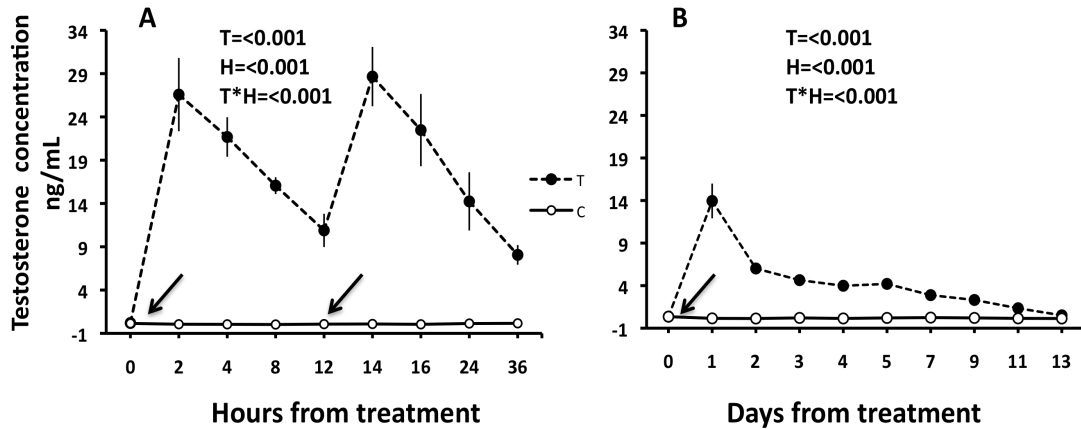 Testosterone concentration
ng/mL
A
T=<0.001
H=<0.001
T*H=<0.001
34
29
24
19
14
9
4
-1
0 2 4 8 12 14 16 24 36
Hours from treatment
T
C
B
T=<0.001
H=<0.001
T*H=<0.001
34
29
24
19
14
9
4
-1
0 1 2 3 4 5 7 9 11 13
Days from treatment